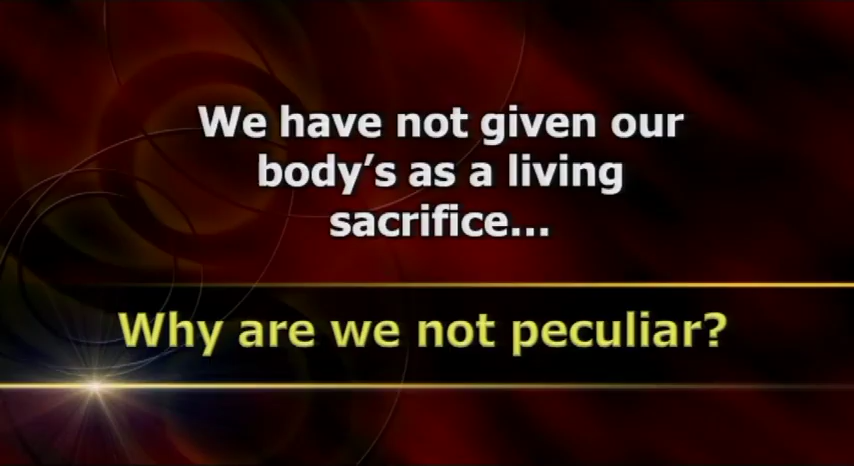 We have not given our
body’s as a living
sacrifice...
Why are we not peculiar?